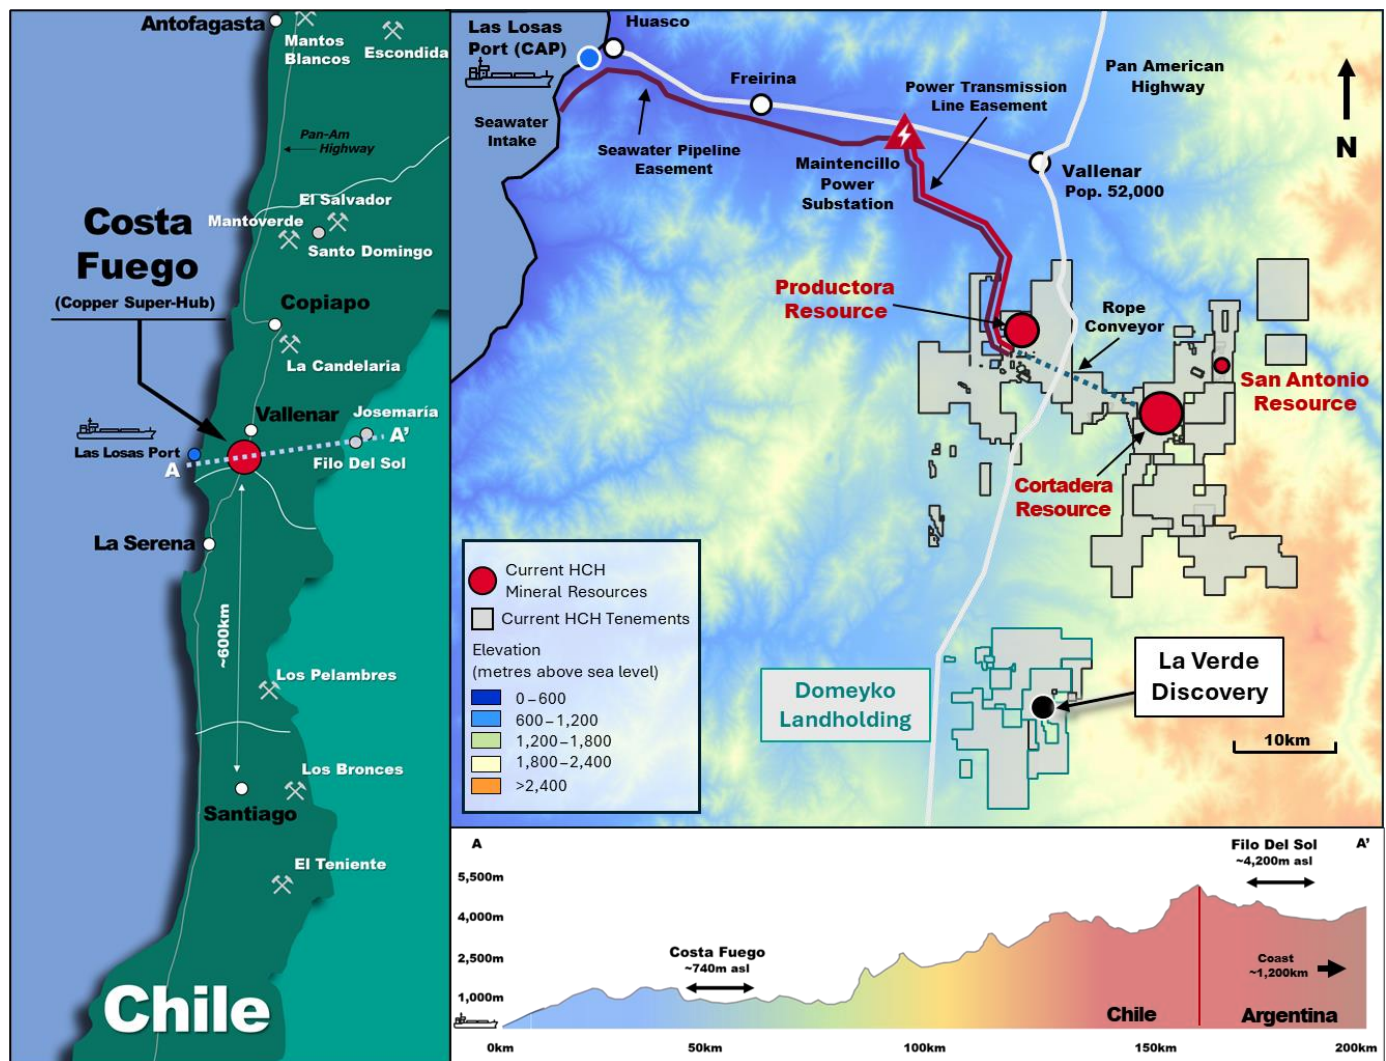 Antofagasta
Mantos
Blancos
Escondida
Pan-Am
Highway
El Salvador
Mantoverde
Santo Domingo
Costa
Fuego
(Copper Super-Hub)
Copiapo
La Candelaria
Vallenar
Josemaría
Las Losas Port
A
A'
Filo Del Sol
La Serena
~600km
Los Pelambres
Los Bronces
Santiago
El Teniente
Chile
Las Losas
Port (CAP)
Huasco
Freirina
Pan American
Highway
Power Transmission
Line Easement
N
Seawater
Intake
Seawater Pipeline
Easement
Maintencillo
Power
Substation
Vallenar
Pop. 52,000
Productora
Resource
Rope
Conveyor
San Antonio
Resource
Cortadera
Resource
Current HCH
Mineral Resources
Current HCH Tenements
Elevation
(metres above sea level)
0-600
600-1,200
1,200-1,800
1,800-2,400
>2,400
Domeyko
Landholding
La Verde
Discovery
10km
A
Filo Del Sol
~4,200m asl
A'
5,500m
4,000m
2,500m
1,000m
Costa Fuego
~740m asl
Coast
~1,200km
Chile
Argentina
0km
50km
100km
150km
200km